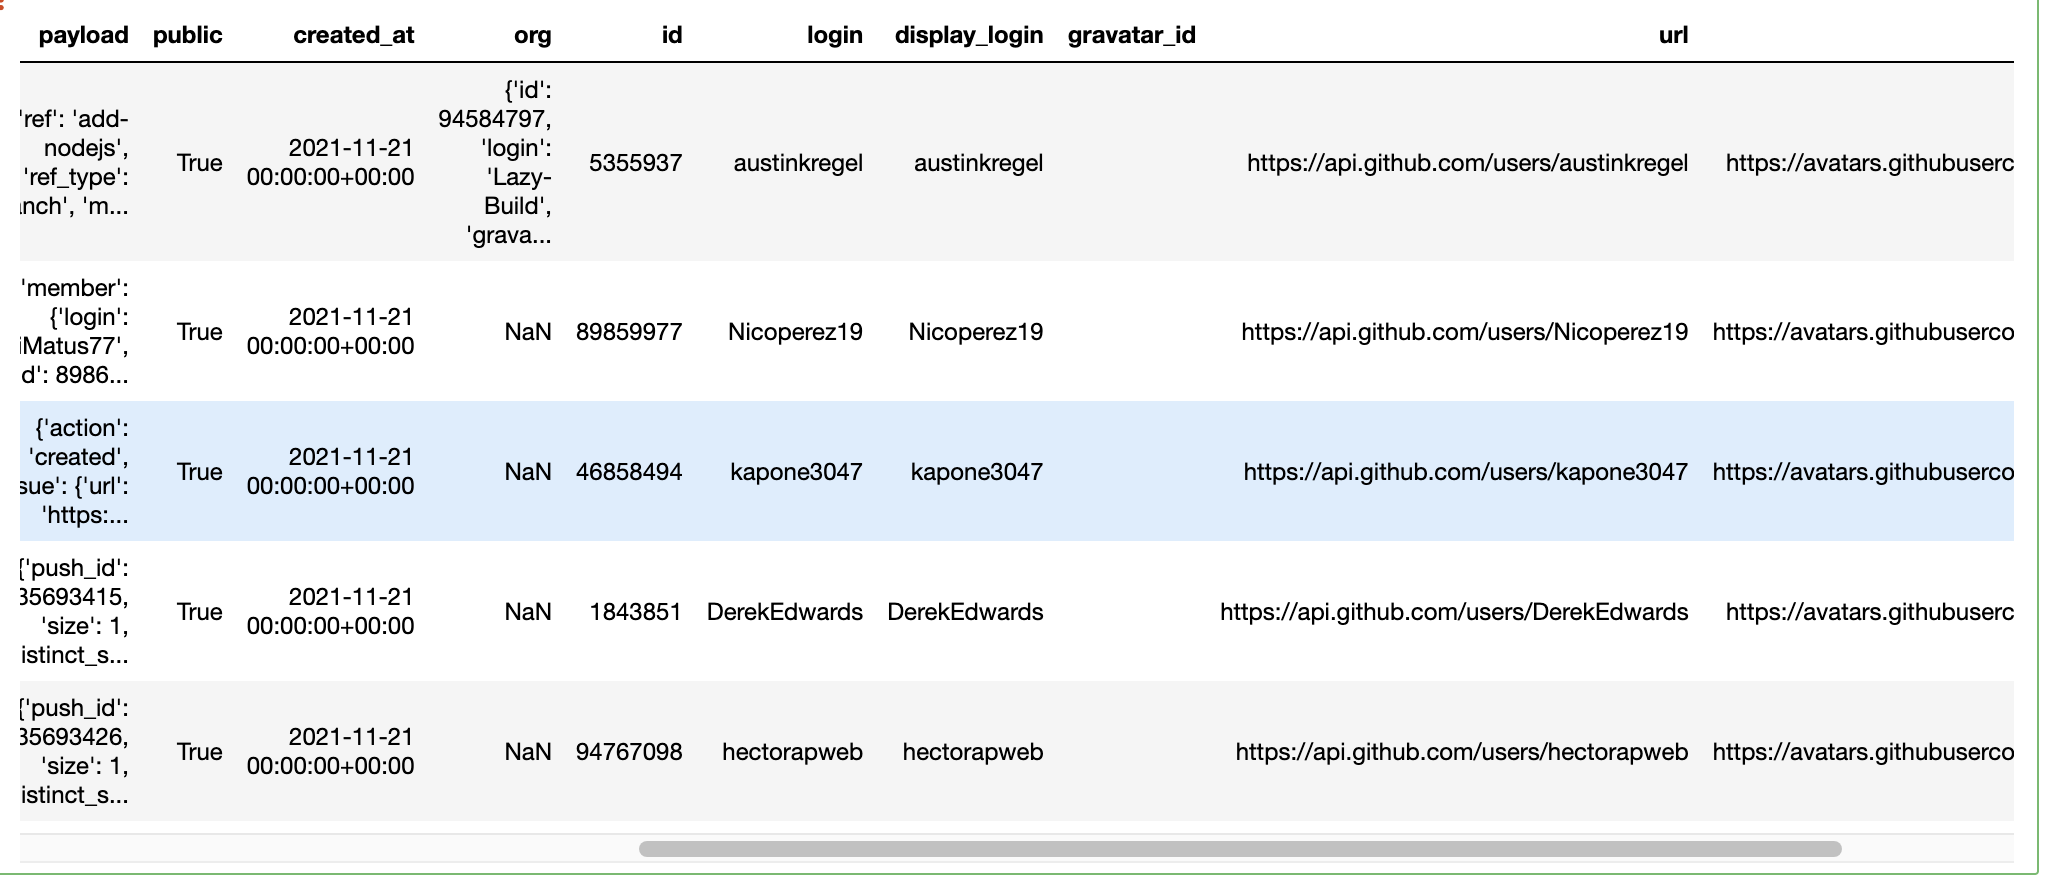 payload public created_at org id login display_login gravatar_id url
'ref': 'add-nodejs', 'ref_type': 'm... True 2021-11-21 00:00:00+00:00 {'id': 94584797, 'login': 'Lazy-Build', 'grava... 5355937 austinkregel austinkregel https://api.github.com/users/austinkregel https://avatars.githubuserc
'member': {'login': iMatus77', d': 8986... True 2021-11-21 00:00:00+00:00 NaN 89859977 Nicoperez19 Nicoperez19 https://api.github.com/users/Nicoperez19 https://avatars.githubuserco
{'action': 'created', sue': {'url': 'https:... True 2021-11-21 00:00:00+00:00 NaN 46858494 kapone3047 kapone3047 https://api.github.com/users/kapone3047 https://avatars.githubuserco
{'push_id': 35693415, 'size': 1, istinct_s... True 2021-11-21 00:00:00+00:00 NaN 1843851 DerekEdwards DerekEdwards https://api.github.com/users/DerekEdwards https://avatars.githubuserc
{'push_id': 35693426, 'size': 1, istinct_s... True 2021-11-21 00:00:00+00:00 NaN 94767098 hectorapweb hectorapweb https://api.github.com/users/hectorapweb https://avatars.githubuserco